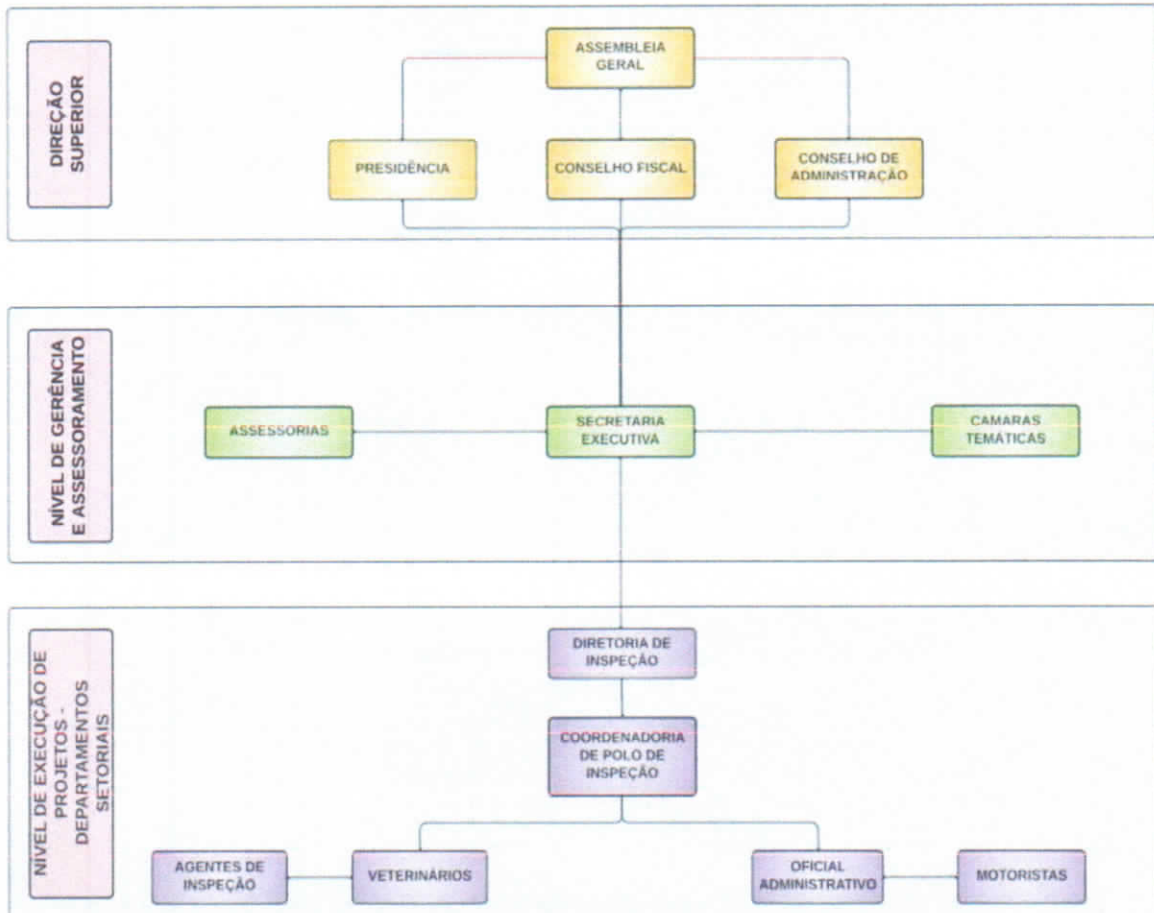 DIREÇÃO
SUPERIOR
ASSEMBLEIA
GERAL
PRESIDÊNCIA
CONSELHO FISCAL
CONSELHO DE
ADMINISTRAÇÃO
NÍVEL DE GERÊNCIA
E ASSESSORAMENTO
ASSESSORIAS
SECRETARIA
EXECUTIVA
CAMARAS
TEMÁTICAS
NÍVEL DE EXECUÇÃO DE
PROJETOS -
DEPARTAMENTOS
SETORIAIS
DIRETORIA DE
INSPEÇÃO
COORDENADORIA
DE POLO DE
INSPEÇÃO
AGENTES DE
INSPEÇÃO
VETERINÁRIOS
OFICIAL
ADMINISTRATIVO
MOTORISTAS